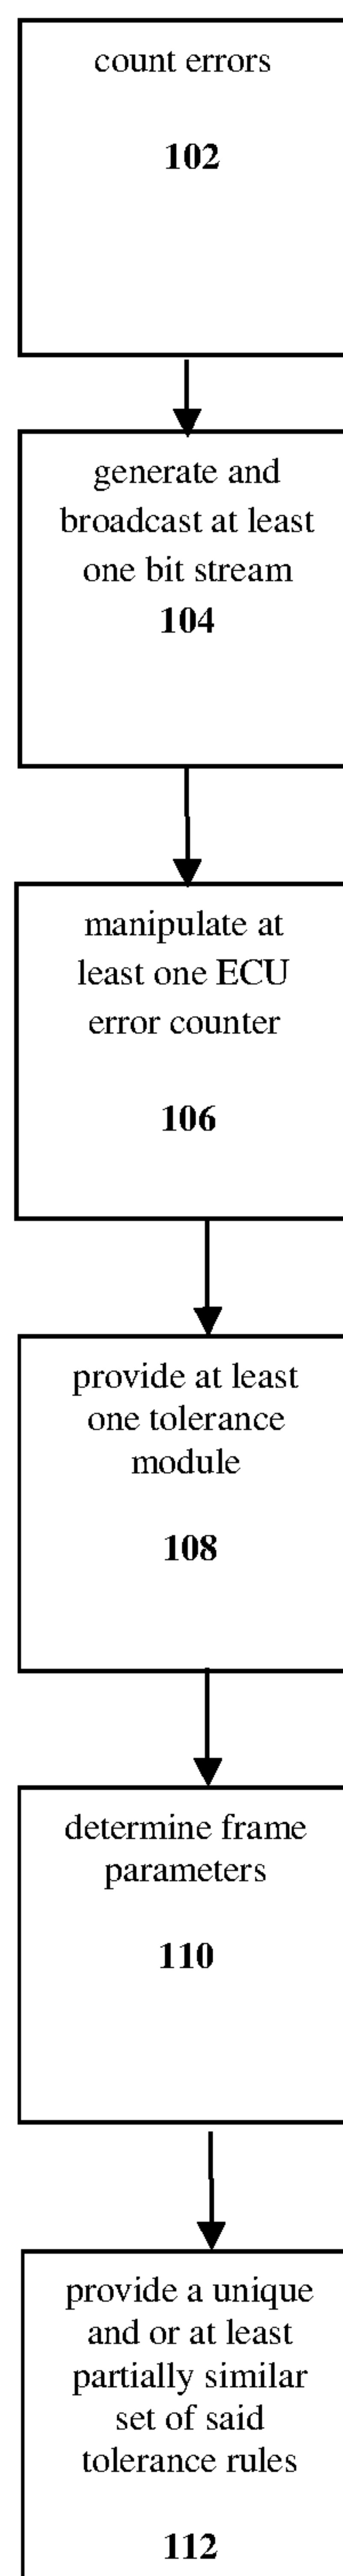 count errors
102
generate and
broadcast at least
one bit stream
104
manipulate at
least one ECU
error counter
106
provide at least
one tolerance
module
108
determine frame
parameters
110
provide a unique
and or at least
partially similar
set of said
tolerance rules
112